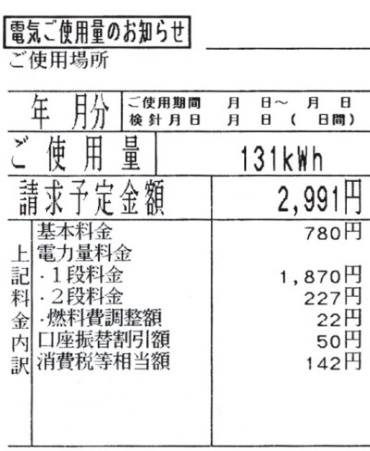 電気ご使用量のお知らせ
ご使用場所
年 月分 ご使用期間 月 日～ 月 日
検針月日 月 日 ( 日間)
ご使用量 131kWh
請求予定金額 2,991円
上記料金内訳
基本料金 780円
電力量料金
・1段料金 1,870円
・2段料金 227円
・燃料費調整額 22円
口座振替割引額 50円
消費税等相当額 142円